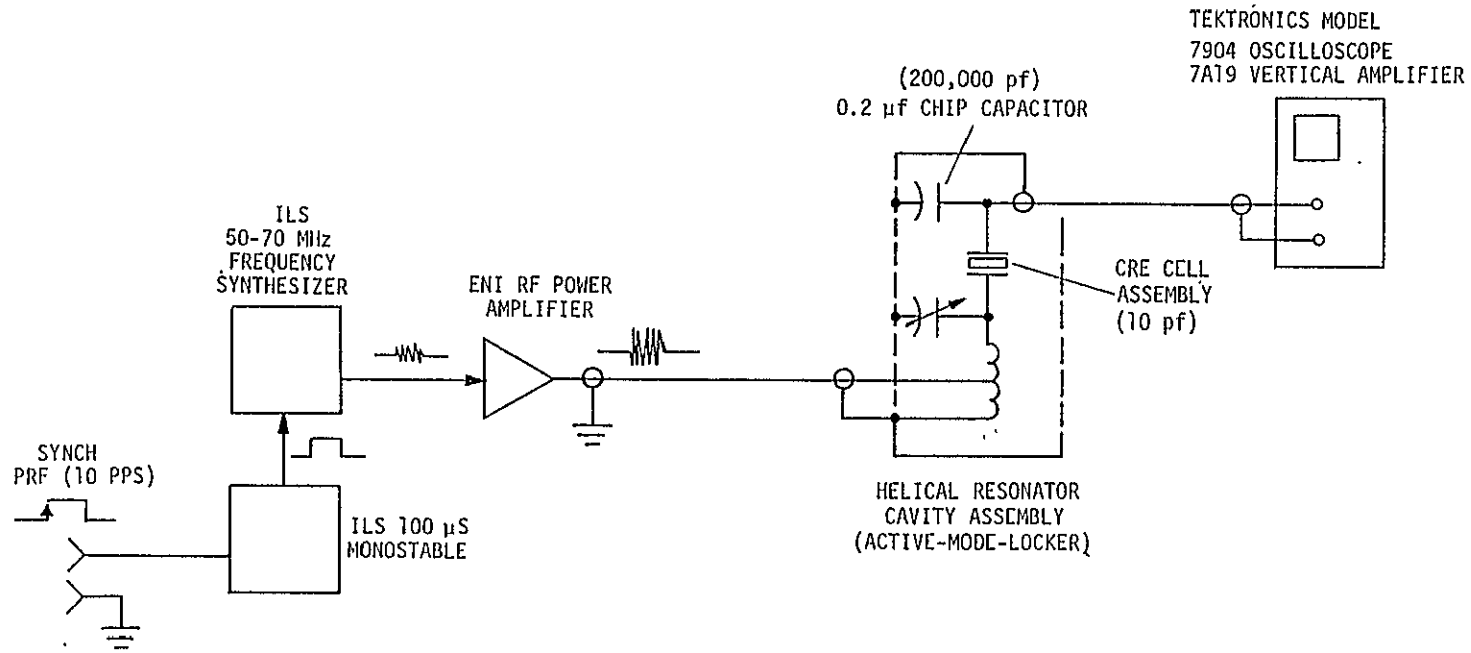 TEKTRONICS MODEL
7904 OSCILLOSCOPE
7A19 VERTICAL AMPLIFIER
(200,000 pf)
0.2 µf CHIP CAPACITOR
ILS
50-70 MHz
FREQUENCY
SYNTHESIZER
ENI RF POWER
AMPLIFIER
CRE CELL
ASSEMBLY
(10 pf)
SYNCH
PRF (10 PPS)
ILS 100 µS
MONOSTABLE
HELICAL RESONATOR
CAVITY ASSEMBLY
(ACTIVE-MODE-LOCKER)